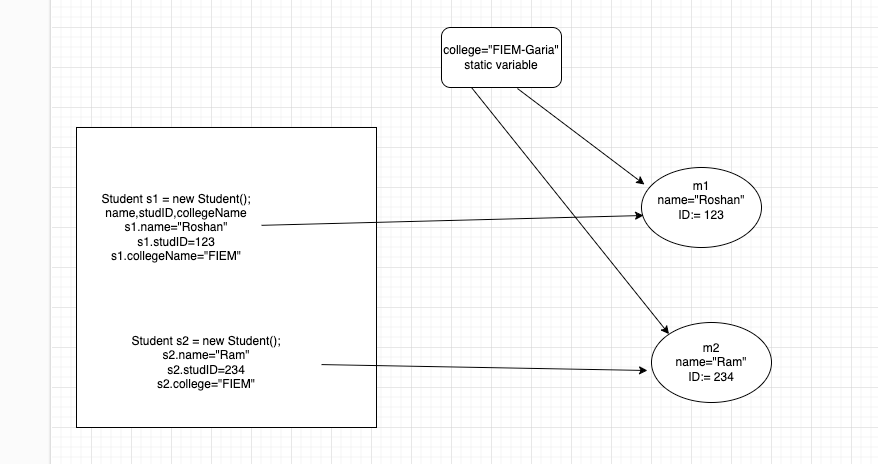 college="FIEM-Garia"
static variable
Student s1 = new Student();
name,studID,collegeName
s1.name="Roshan"
s1.studID=123
s1.collegeName="FIEM"
m1
name="Roshan"
ID:= 123
Student s2 = new Student();
s2.name="Ram"
s2.studID=234
s2.college="FIEM"
m2
name="Ram"
ID:= 234